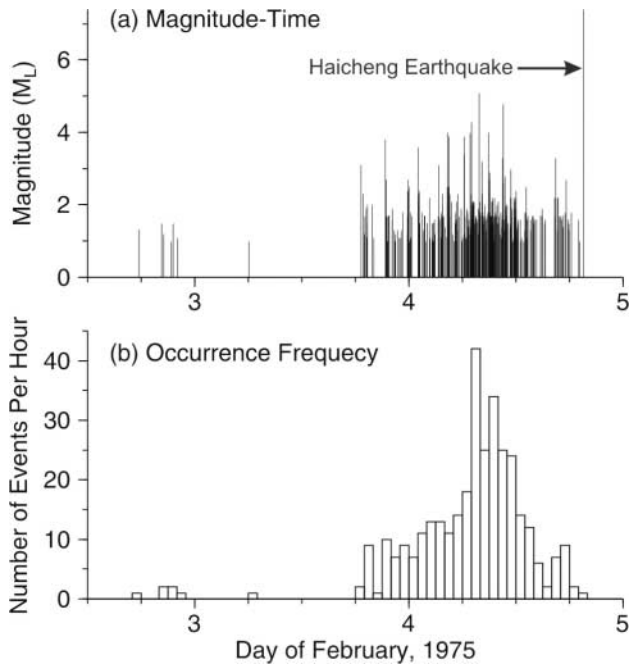 (a) Magnitude-Time
Haicheng Earthquake
Magnitude (M_L)
6
4
2
0
3
4
5
(b) Occurrence Frequecy
Number of Events Per Hour
40
30
20
10
0
3
4
5
Day of February, 1975